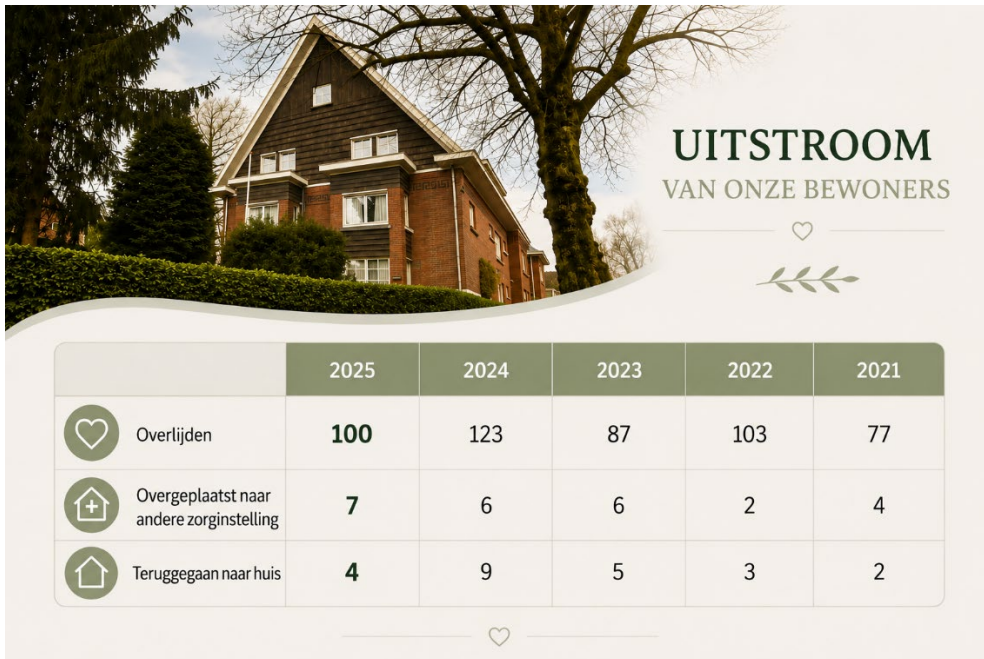 UITSTROOM
VAN ONZE BEWONERS
2025 2024 2023 2022 2021
Overlijden 100 123 87 103 77
Overgeplaatst naar
andere zorginstelling 7 6 6 2 4
Teruggegaan naar huis 4 9 5 3 2